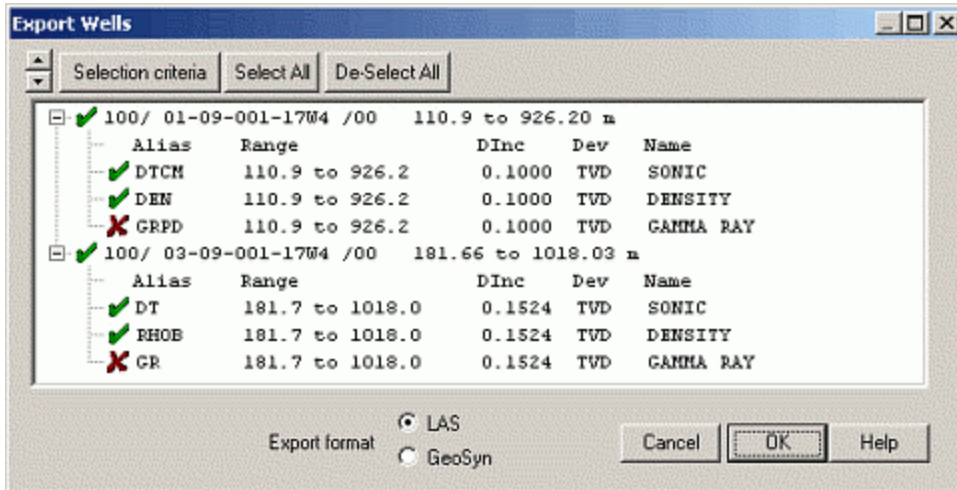 Export Wells
Selection criteria Select All De-Select All
100/ 01-09-001-17W4 /00 110.9 to 926.20 m
Alias Range DInc Dev Name
DTCM 110.9 to 926.2 0.1000 TVD SONIC
DEN 110.9 to 926.2 0.1000 TVD DENSITY
GRPD 110.9 to 926.2 0.1000 TVD GAMMA RAY
100/ 03-09-001-17W4 /00 181.66 to 1018.03 m
Alias Range DInc Dev Name
DT 181.7 to 1018.0 0.1524 TVD SONIC
RHOB 181.7 to 1018.0 0.1524 TVD DENSITY
GR 181.7 to 1018.0 0.1524 TVD GAMMA RAY
Export format
LAS
GeoSyn
Cancel OK Help